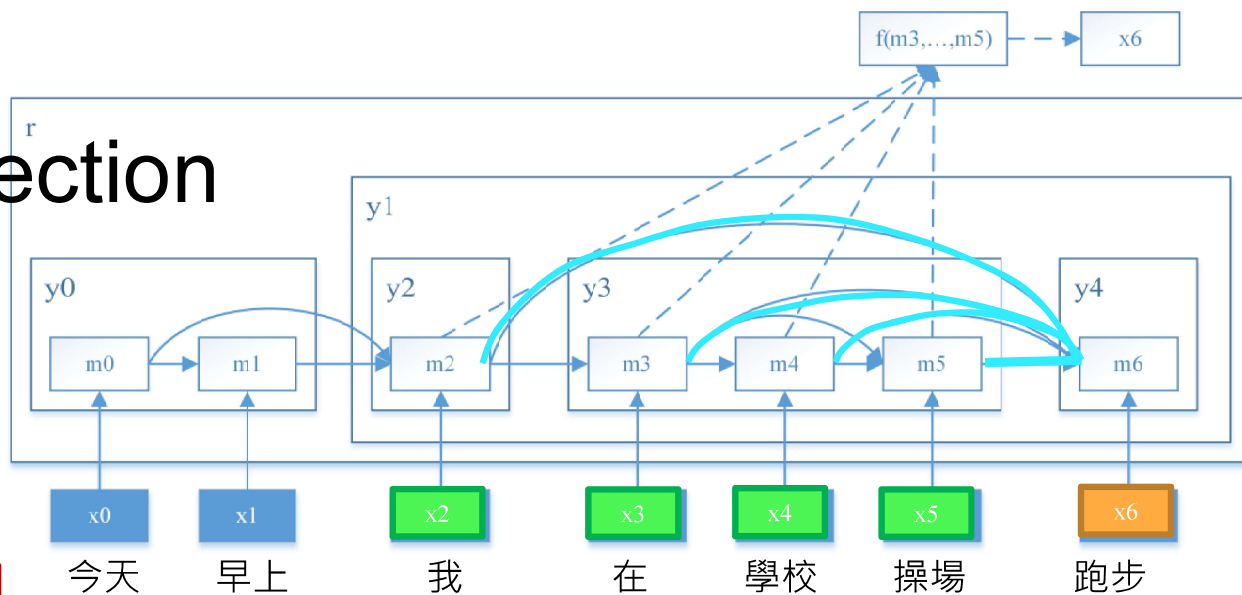 f(m3,...,m5) x6
r
ection
y1
y0 y2 y3 y4
m0 m1 m2 m3 m4 m5 m6
x0 x1 x2 x3 x4 x5 x6
今天 早上 我 在 學校 操場 跑步